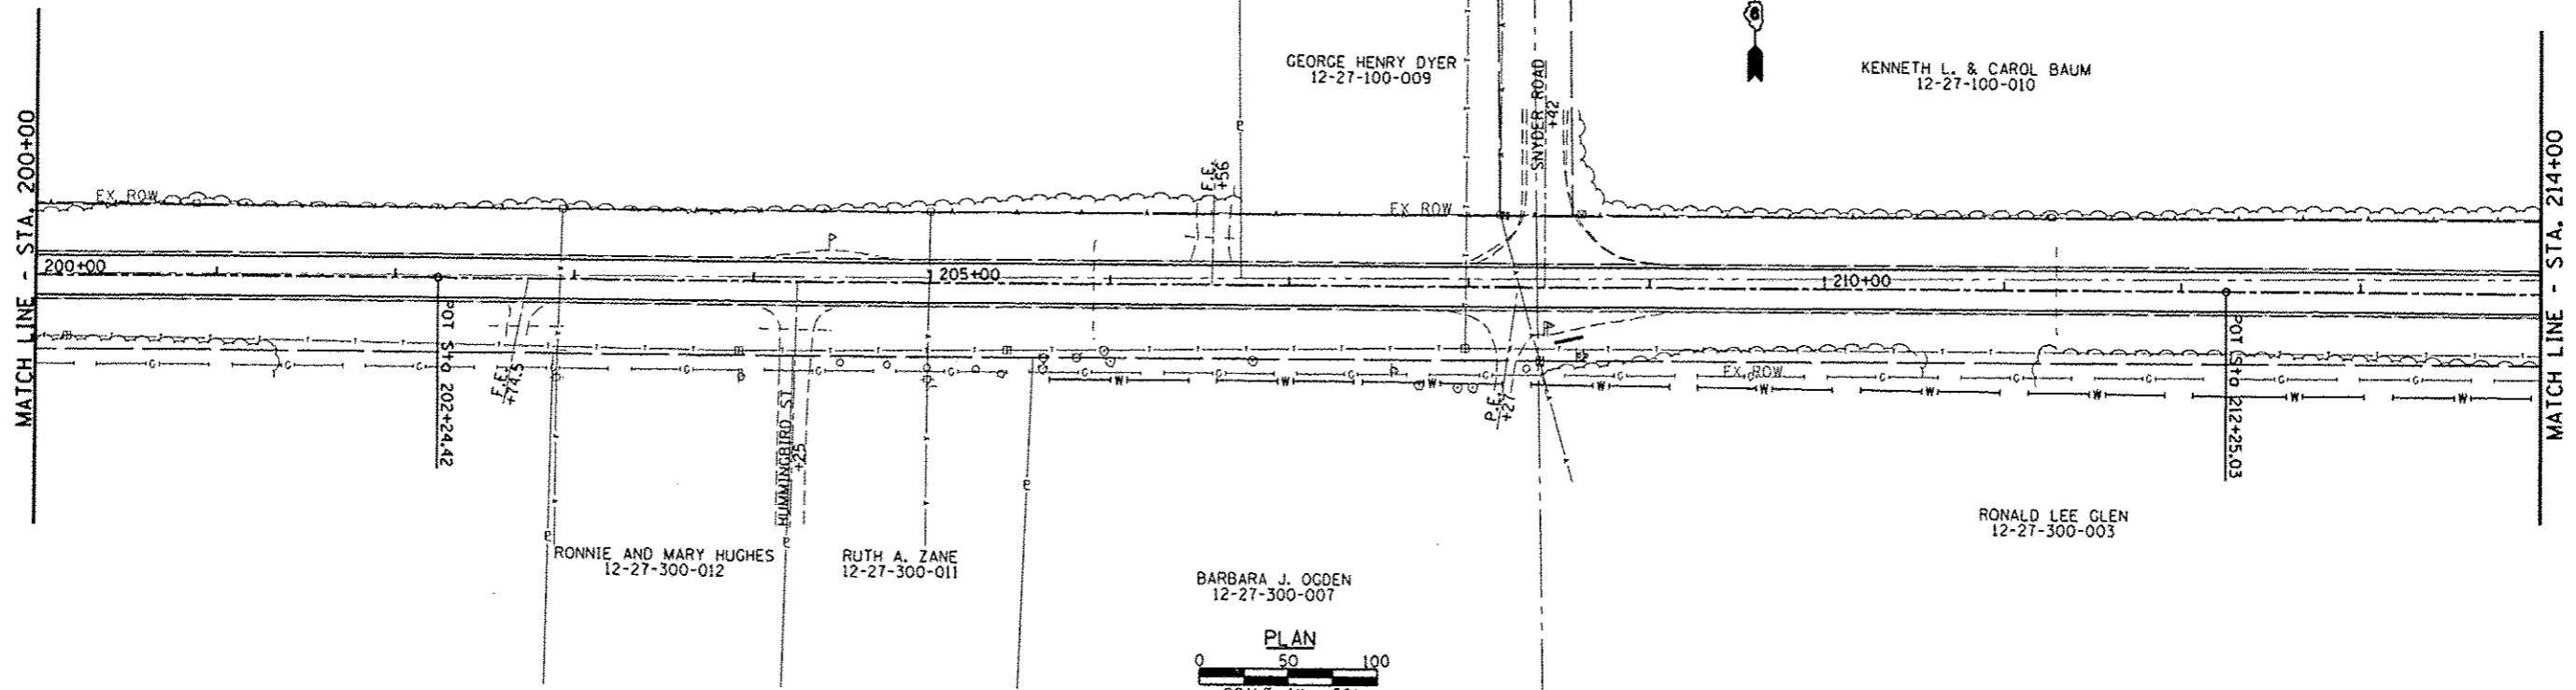 MATCH LINE - STA. 200+00
EX ROW
200+00
POT Sta 202+24.42
F.E.
+74.5
RONNIE AND MARY HUGHES
12-27-300-012
HUMMINGBIRD ST.
+25
P
RUTH A. ZANE
12-27-300-011
205+00
F.E.
+56
GEORGE HENRY DYER
12-27-100-009
EX ROW
BARBARA J. OGDEN
12-27-300-007
P.E.
+27
SNYDER ROAD
+42
6
KENNETH L. & CAROL BAUM
12-27-100-010
210+00
EX ROW
POT Sta 212+25.03
RONALD LEE GLEN
12-27-300-003
MATCH LINE - STA. 214+00
PLAN
0 50 100